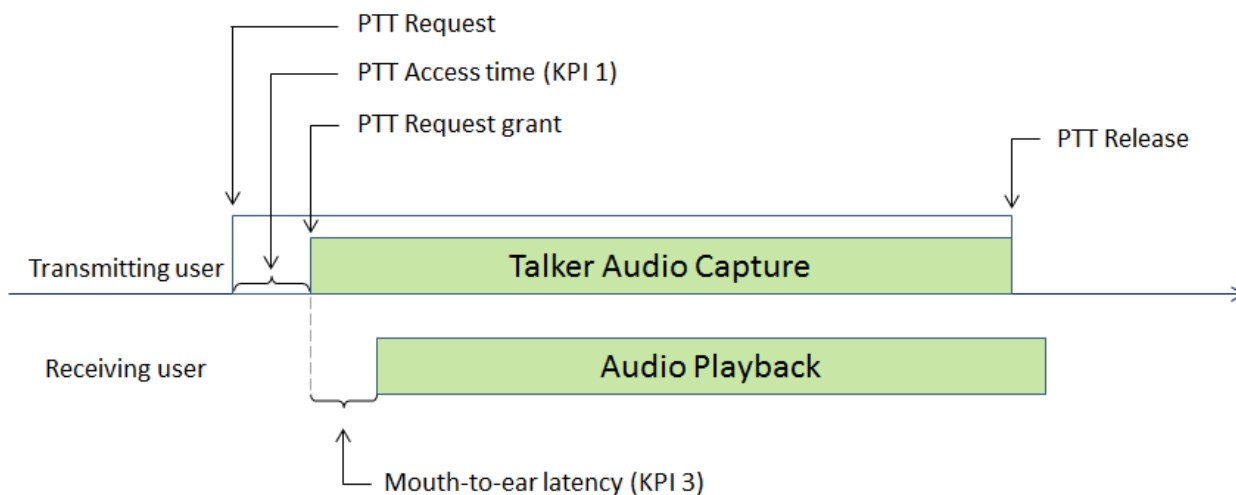 PTT Request
PTT Access time (KPI 1)
PTT Request grant
PTT Release
Transmitting user
Talker Audio Capture
Receiving user
Audio Playback
Mouth-to-ear latency (KPI 3)